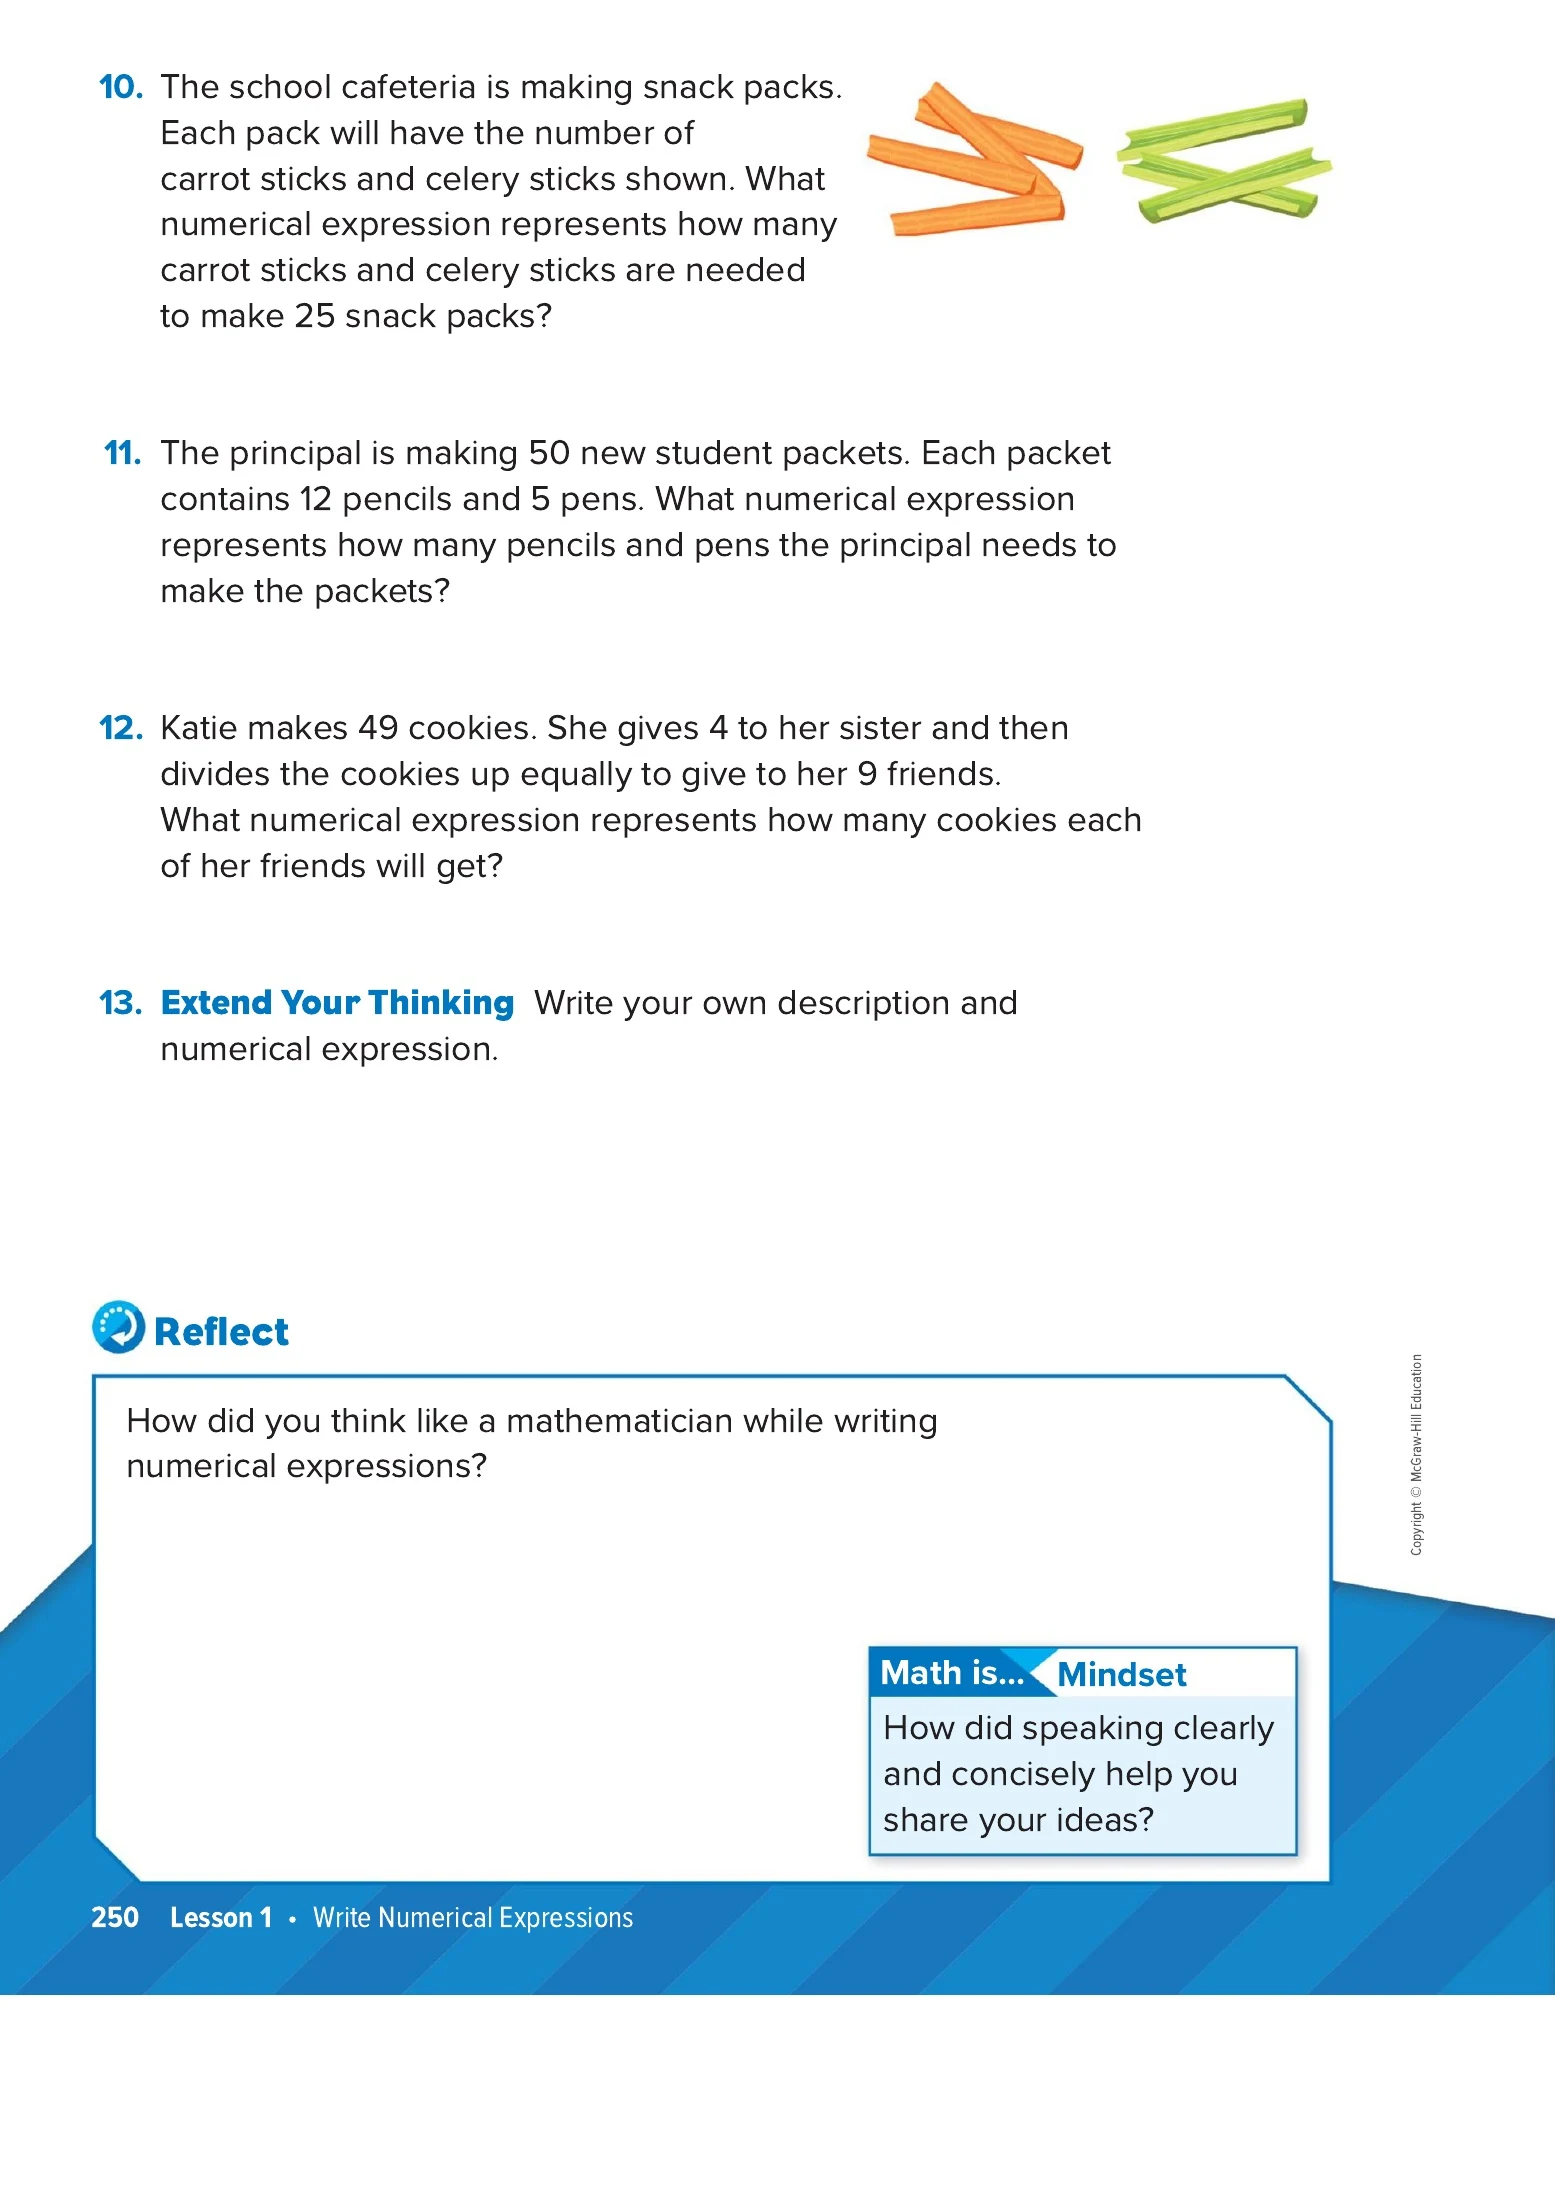 10. The school cafeteria is making snack packs.
Each pack will have the number of
carrot sticks and celery sticks shown. What
numerical expression represents how many
carrot sticks and celery sticks are needed
to make 25 snack packs?
11. The principal is making 50 new student packets. Each packet
contains 12 pencils and 5 pens. What numerical expression
represents how many pencils and pens the principal needs to
make the packets?
12. Katie makes 49 cookies. She gives 4 to her sister and then
divides the cookies up equally to give to her 9 friends.
What numerical expression represents how many cookies each
of her friends will get?
13. Extend Your Thinking Write your own description and
numerical expression.
Reflect
How did you think like a mathematician while writing
numerical expressions?
Math is... Mindset
How did speaking clearly
and concisely help you
share your ideas?
Copyright © McGraw-Hill Education
250 Lesson 1 • Write Numerical Expressions